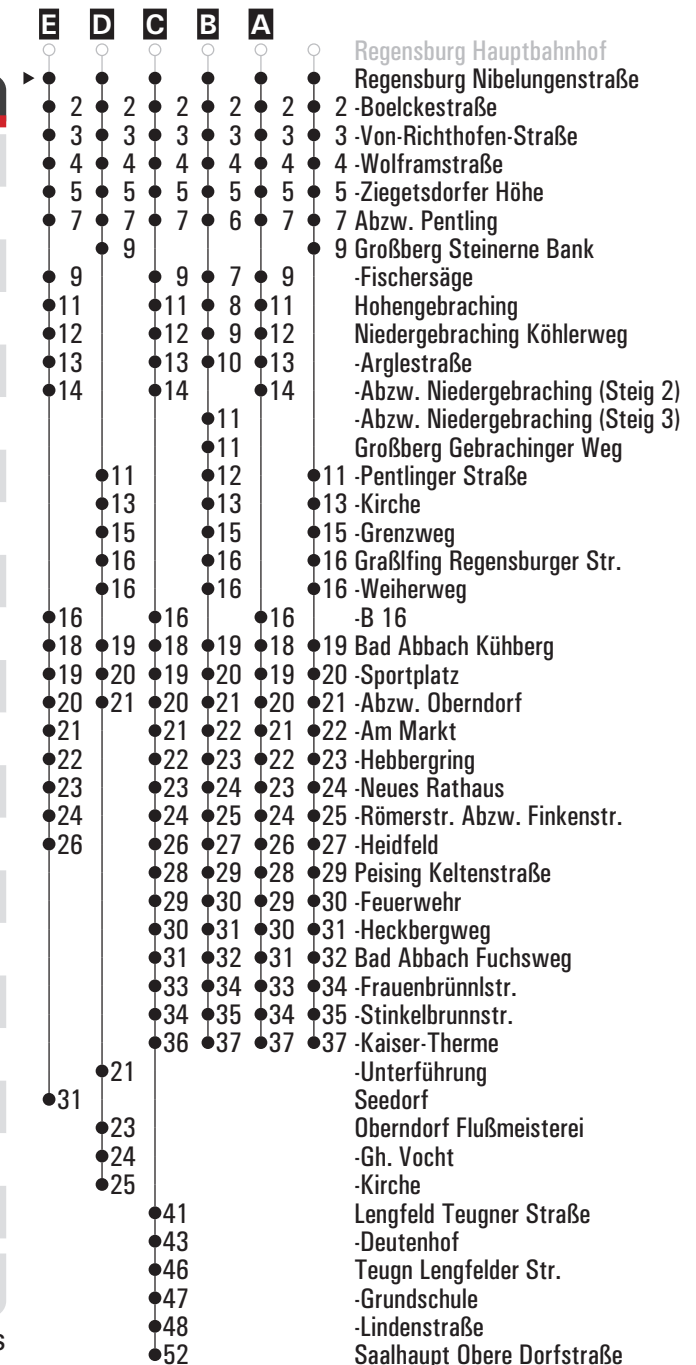 E D C B A
Regensburg Hauptbahnhof
Regensburg Nibelungenstraße
2 2 2 2 2 2 -Boelckestraße
3 3 3 3 3 3 -Von-Richthofen-Straße
4 4 4 4 4 4 -Wolframstraße
5 5 5 5 5 5 -Ziegetsdorfer Höhe
7 7 7 6 7 7 Abzw. Pentling
9 9 Großberg Steinerne Bank
9 9 7 9 -Fischersäge
11 11 8 11 Hohengebraching
12 12 9 12 Niedergebraching Köhlerweg
13 13 10 13 -Arglestraße
14 14 14 -Abzw. Niedergebraching (Steig 2)
11 -Abzw. Niedergebraching (Steig 3)
11 Großberg Gebrachinger Weg
11 12 11 -Pentlinger Straße
13 13 13 -Kirche
15 15 15 -Grenzweg
16 16 16 Graßlfing Regensburger Str.
16 16 16 -Weiherweg
16 16 16 -B 16
18 19 18 19 18 19 Bad Abbach Kühberg
19 20 19 20 19 20 -Sportplatz
20 21 20 21 20 21 -Abzw. Oberndorf
21 21 22 21 22 -Am Markt
22 22 23 22 23 -Hebbergring
23 23 24 23 24 -Neues Rathaus
24 24 25 24 25 -Römerstr. Abzw. Finkenstr.
26 26 27 26 27 -Heidfeld
28 29 28 29 Peising Keltenstraße
29 30 29 30 -Feuerwehr
30 31 30 31 -Heckbergweg
31 32 31 32 Bad Abbach Fuchsweg
33 34 33 34 -Frauenbrünnlstr.
34 35 34 35 -Stinkelbrunnstr.
36 37 37 37 -Kaiser-Therme
21 -Unterführung
31 Seedorf
23 Oberndorf Flußmeisterei
24 -Gh. Vocht
25 -Kirche
41 Lengfeld Teugner Straße
43 -Deutenhof
46 Teugn Lengfelder Str.
47 -Grundschule
48 -Lindenstraße
52 Saalhaupt Obere Dorfstraße